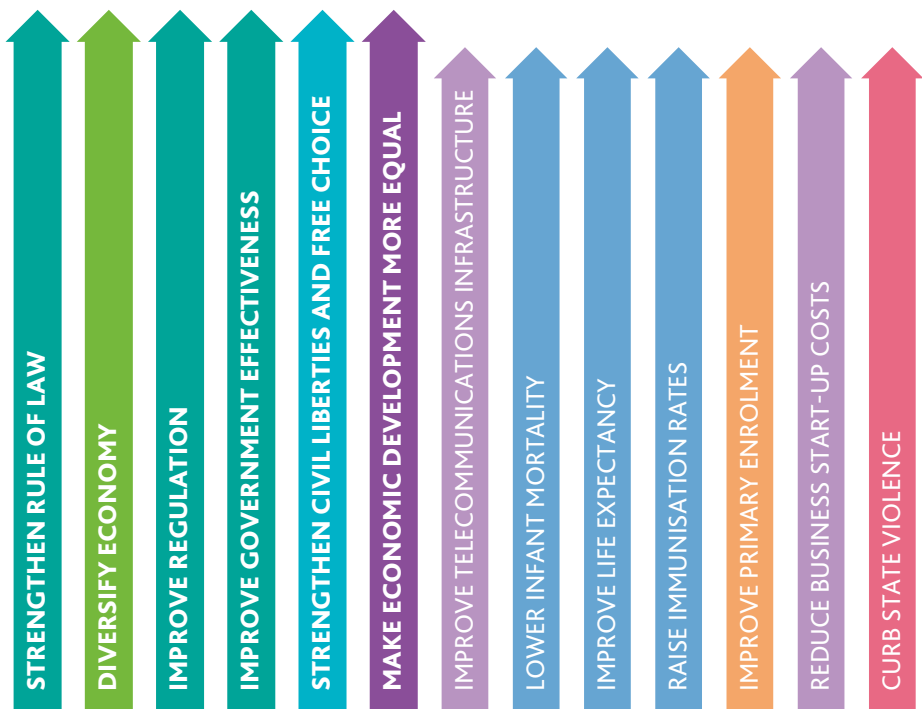 STRENGTHEN RULE OF LAW
DIVERSIFY ECONOMY
IMPROVE REGULATION
IMPROVE GOVERNMENT EFFECTIVENESS
STRENGTHEN CIVIL LIBERTIES AND FREE CHOICE
MAKE ECONOMIC DEVELOPMENT MORE EQUAL
IMPROVE TELECOMMUNICATIONS INFRASTRUCTURE
LOWER INFANT MORTALITY
IMPROVE LIFE EXPECTANCY
RAISE IMMUNISATION RATES
IMPROVE PRIMARY ENROLMENT
REDUCE BUSINESS START-UP COSTS
CURB STATE VIOLENCE